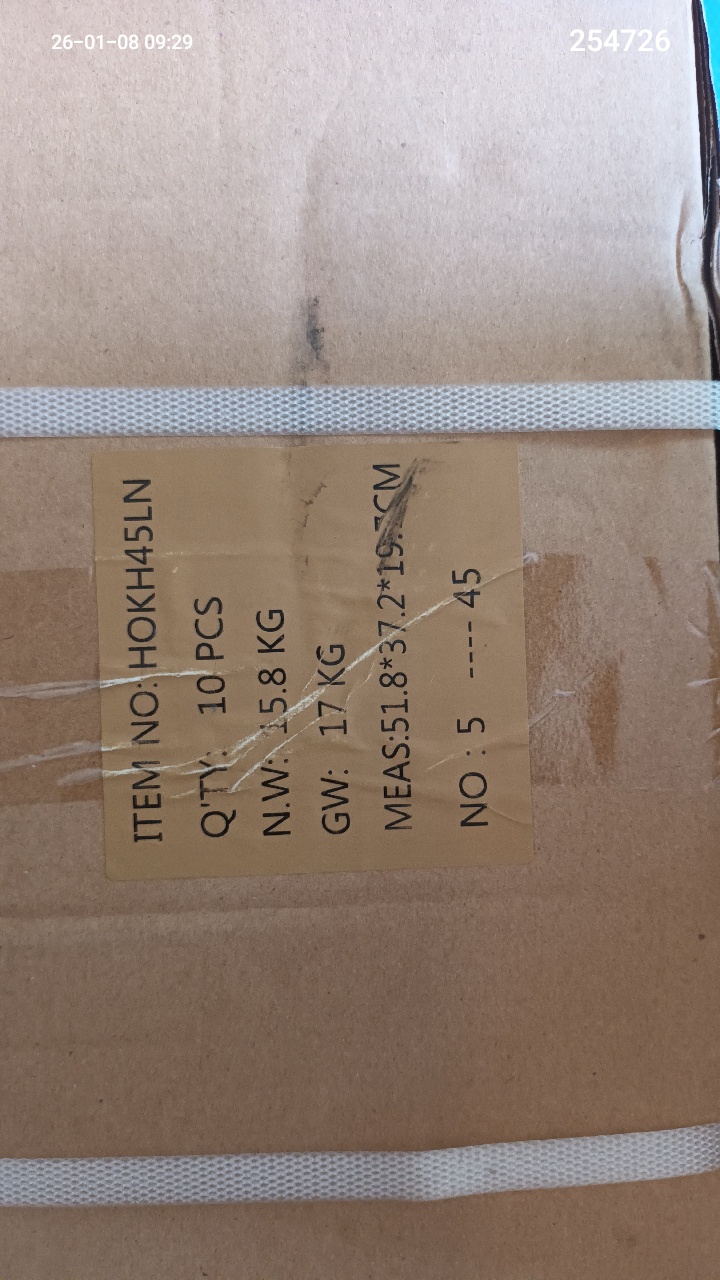 26-01-08 09:29
254726
ITEM NO: HOKH45LN
Q'TY: 10 PCS
N.W: 15.8 KG
GW: 17 KG
MEAS:51.8*37.2*19.7CM
NO : 5 ---- 45